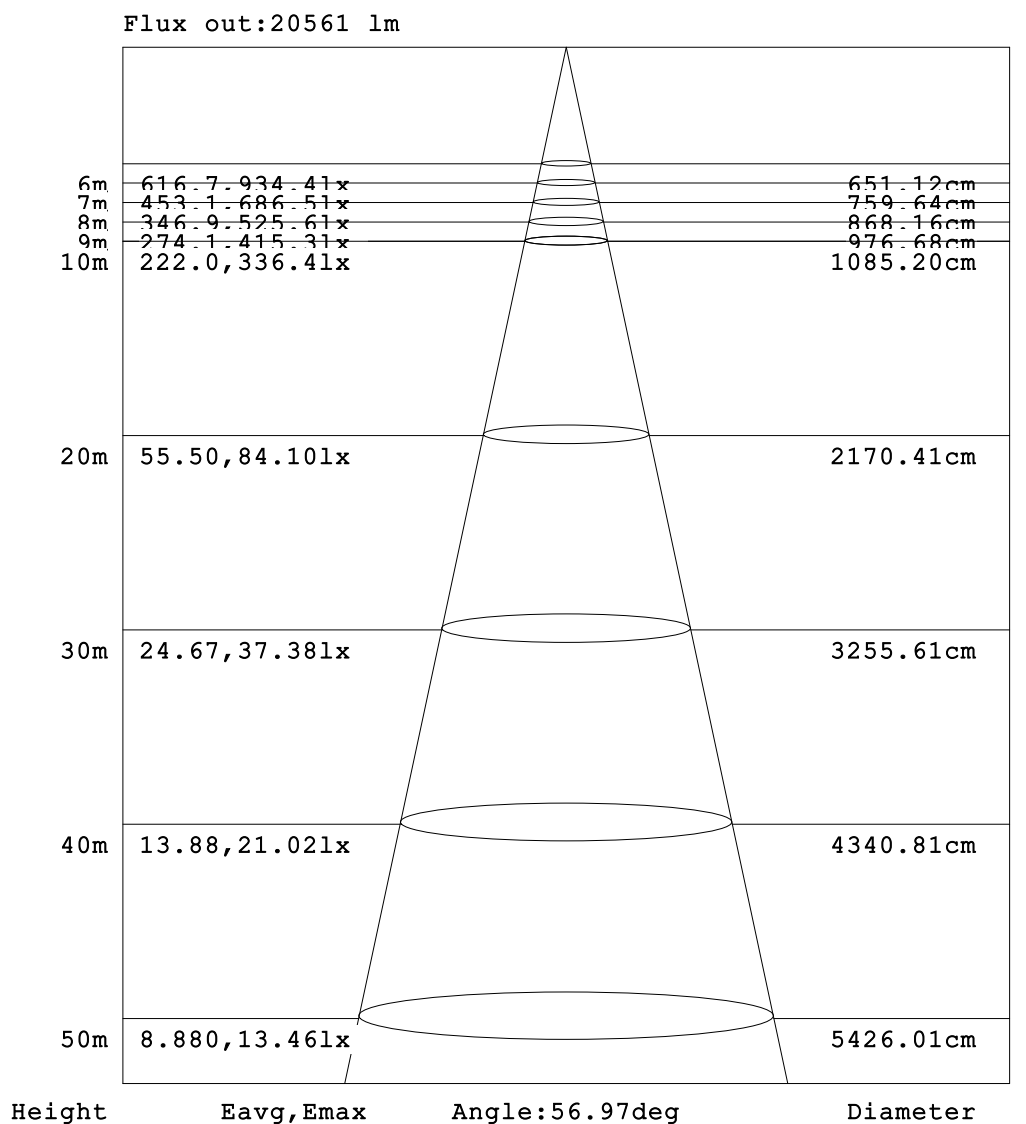 Flux out:20561 lm
6m 616.7,934.4lx 651.12cm
7m 453.1,686.5lx 759.64cm
8m 346.9,525.6lx 868.16cm
9m 274.1,415.3lx 976.68cm
10m 222.0,336.4lx 1085.20cm
20m 55.50,84.10lx 2170.41cm
30m 24.67,37.38lx 3255.61cm
40m 13.88,21.02lx 4340.81cm
50m 8.880,13.46lx 5426.01cm
Height Eavg,Emax Angle:56.97deg Diameter